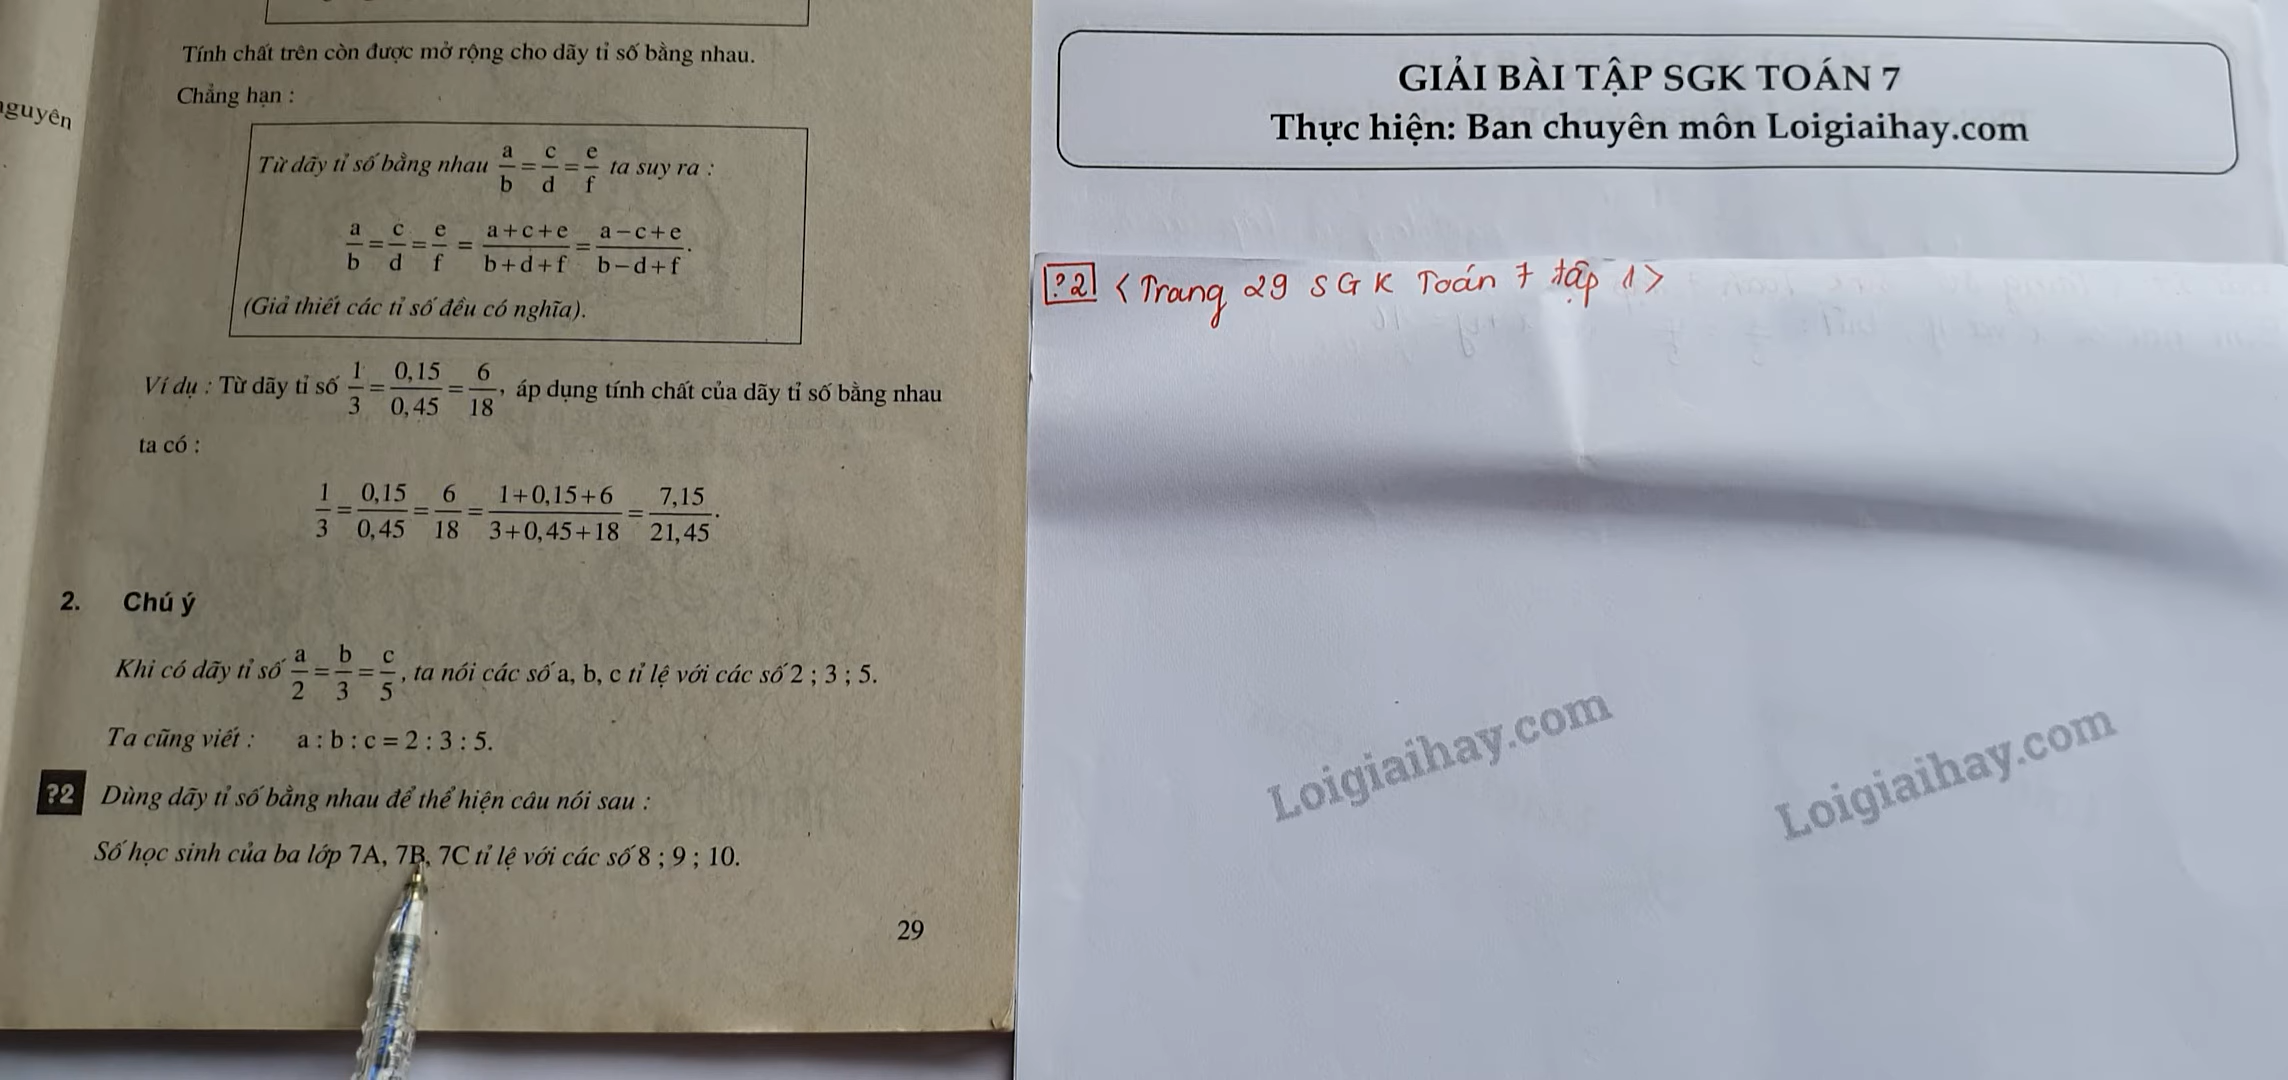 nguyên
Tính chất trên còn được mở rộng cho dãy tỉ số bằng nhau.
Chẳng hạn :
Từ dãy tỉ số bằng nhau a/b = c/d = e/f ta suy ra :
a/b = c/d = e/f = (a+c+e)/(b+d+f) = (a−c+e)/(b−d+f).
(Giả thiết các tỉ số đều có nghĩa).
Ví dụ : Từ dãy tỉ số 1/3 = 0,15/0,45 = 6/18, áp dụng tính chất của dãy tỉ số bằng nhau
ta có :
1/3 = 0,15/0,45 = 6/18 = (1+0,15+6)/(3+0,45+18) = 7,15/21,45.
2. Chú ý
Khi có dãy tỉ số a/2 = b/3 = c/5, ta nói các số a, b, c tỉ lệ với các số 2 ; 3 ; 5.
Ta cũng viết : a : b : c = 2 : 3 : 5.
?2 Dùng dãy tỉ số bằng nhau để thể hiện câu nói sau :
Số học sinh của ba lớp 7A, 7B, 7C tỉ lệ với các số 8 ; 9 ; 10.
29
GIẢI BÀI TẬP SGK TOÁN 7
Thực hiện: Ban chuyên môn Loigiaihay.com
?2 <Trang 29 SGK Toán 7 tập 1>
Loigiaihay.com
Loigiaihay.com